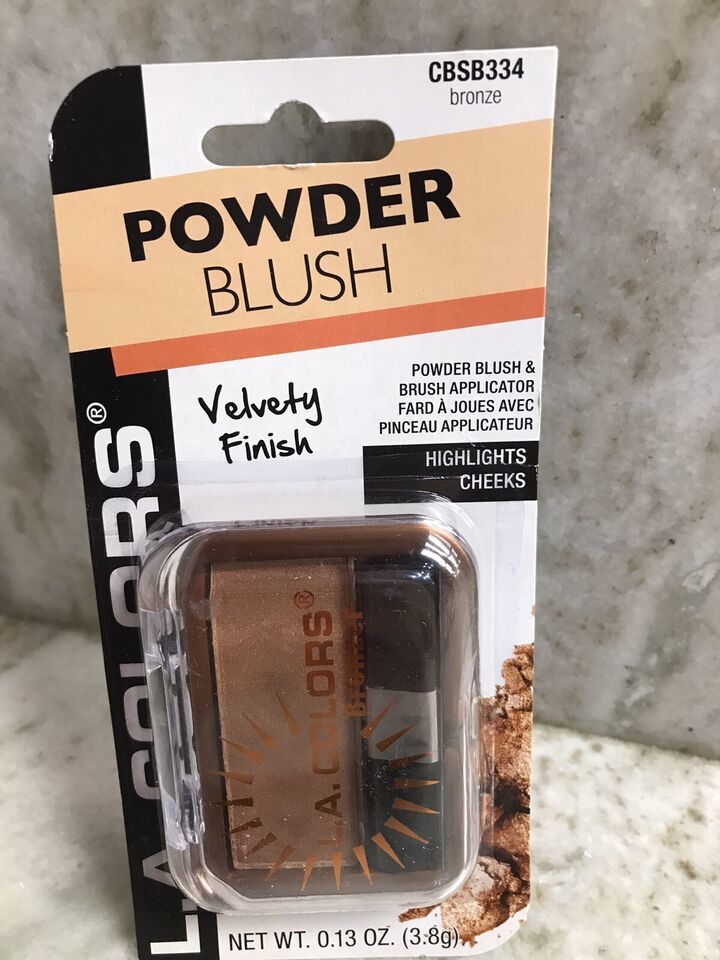 CBSB334
bronze
POWDER
BLUSH
Velvety
Finish
POWDER BLUSH &
BRUSH APPLICATOR
FARD À JOUES AVEC
PINCEAU APPLICATEUR
HIGHLIGHTS
CHEEKS
L.A. COLORS®
L.A. COLORS®
bronzer
NET WT. 0.13 OZ. (3.8g)